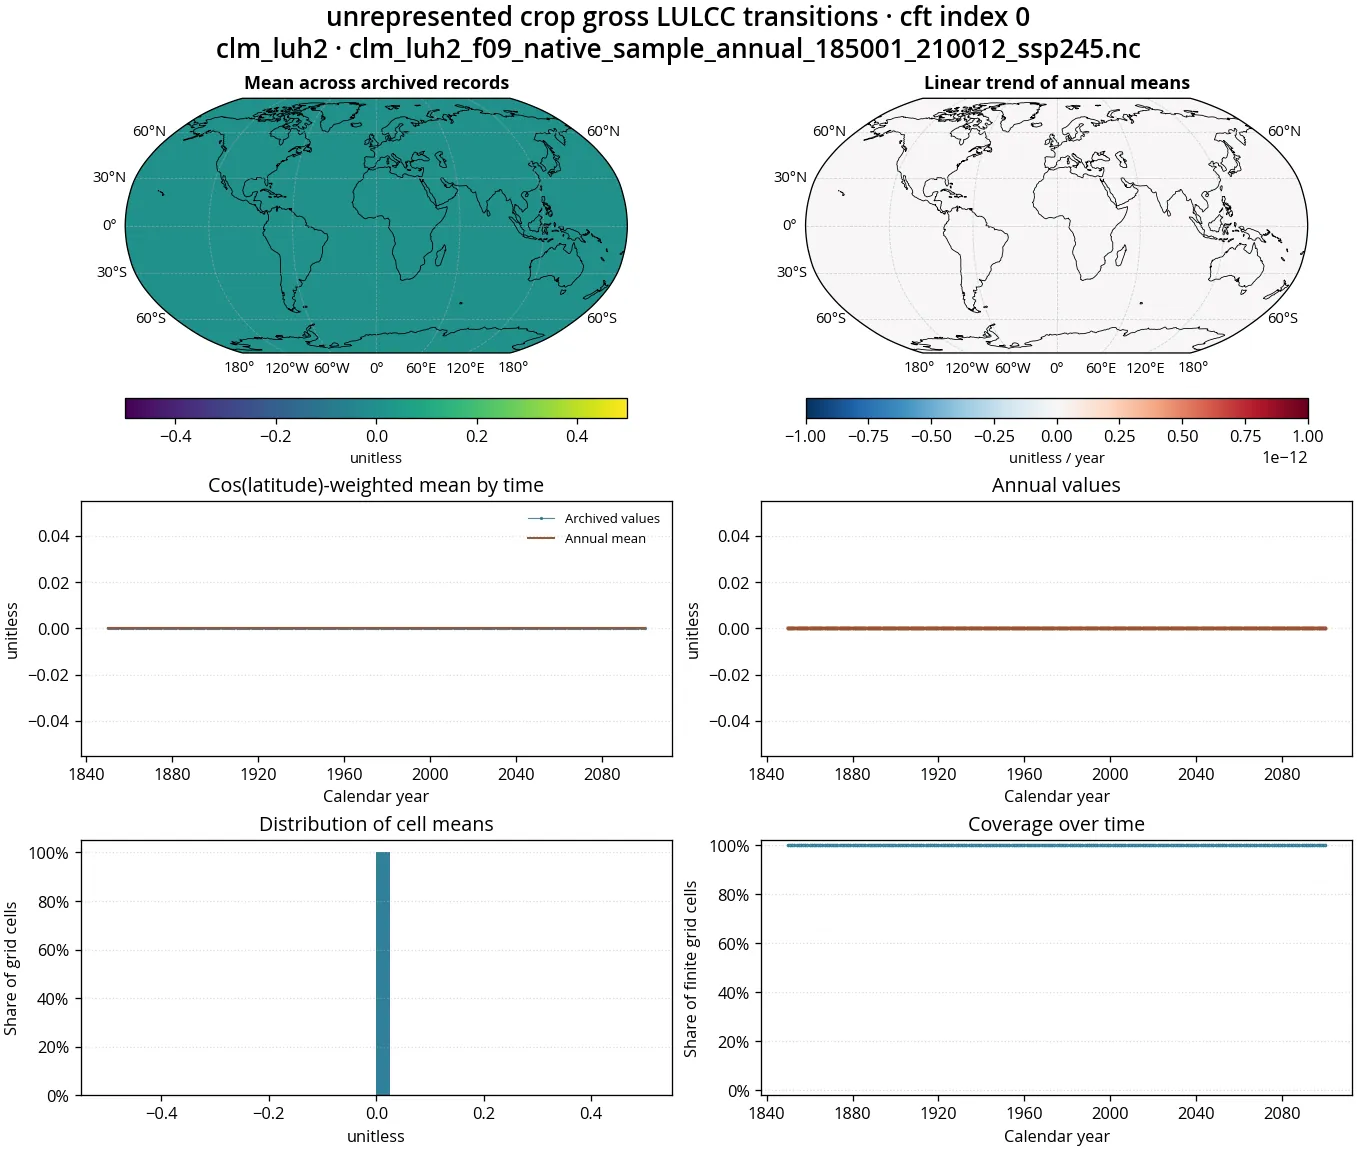 unrepresented crop gross LULCC transitions · cft index 0
clm_luh2 · clm_luh2_f09_native_sample_annual_185001_210012_ssp245.nc
Mean across archived records
60°N 60°N
30°N
0°
30°S
60°S 60°S
180° 120°W 60°W 0° 60°E 120°E 180°
−0.4 −0.2 0.0 0.2 0.4
unitless
Linear trend of annual means
60°N 60°N
30°N
0°
30°S
60°S 60°S
180° 120°W 60°W 0° 60°E 120°E 180°
−1.00 −0.75 −0.50 −0.25 0.00 0.25 0.50 0.75 1.00
unitless / year 1e−12
Cos(latitude)-weighted mean by time
Archived values
Annual mean
0.04
0.02
0.00
−0.02
−0.04
unitless
1840 1880 1920 1960 2000 2040 2080
Calendar year
Annual values
0.04
0.02
0.00
−0.02
−0.04
unitless
1840 1880 1920 1960 2000 2040 2080
Calendar year
Distribution of cell means
100%
80%
60%
40%
20%
0%
Share of grid cells
−0.4 −0.2 0.0 0.2 0.4
unitless
Coverage over time
100%
80%
60%
40%
20%
0%
Share of finite grid cells
1840 1880 1920 1960 2000 2040 2080
Calendar year